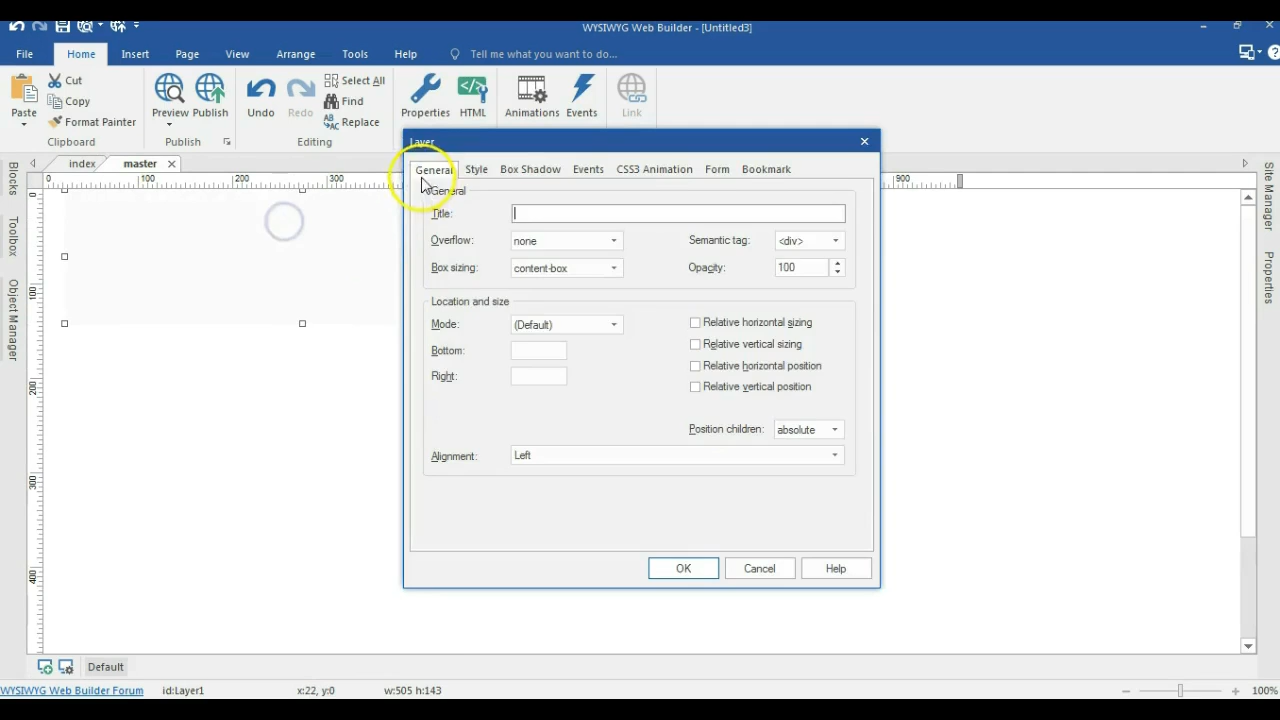 WYSIWYG Web Builder - [Untitled3]
File Home Insert Page View Arrange Tools Help Tell me what you want to do...
Paste Cut Copy Format Painter
Clipboard
Preview Publish
Publish
Undo Redo Select All Find Replace
Editing
Properties HTML Animations Events Link
index master
0 100 200 300 900
Blocks
Toolbox
Object Manager
0
100
200
300
400
Site Manager
Properties
Layer
General Style Box Shadow Events CSS3 Animation Form Bookmark
General
Title:
Overflow: none Semantic tag: <div>
Box sizing: content-box Opacity: 100
Location and size
Mode: (Default) Relative horizontal sizing
Bottom: Relative vertical sizing
Right: Relative horizontal position
Relative vertical position
Position children: absolute
Alignment: Left
OK Cancel Help
Default
WYSIWYG Web Builder Forum id:Layer1 x:22, y:0 w:505 h:143 100%